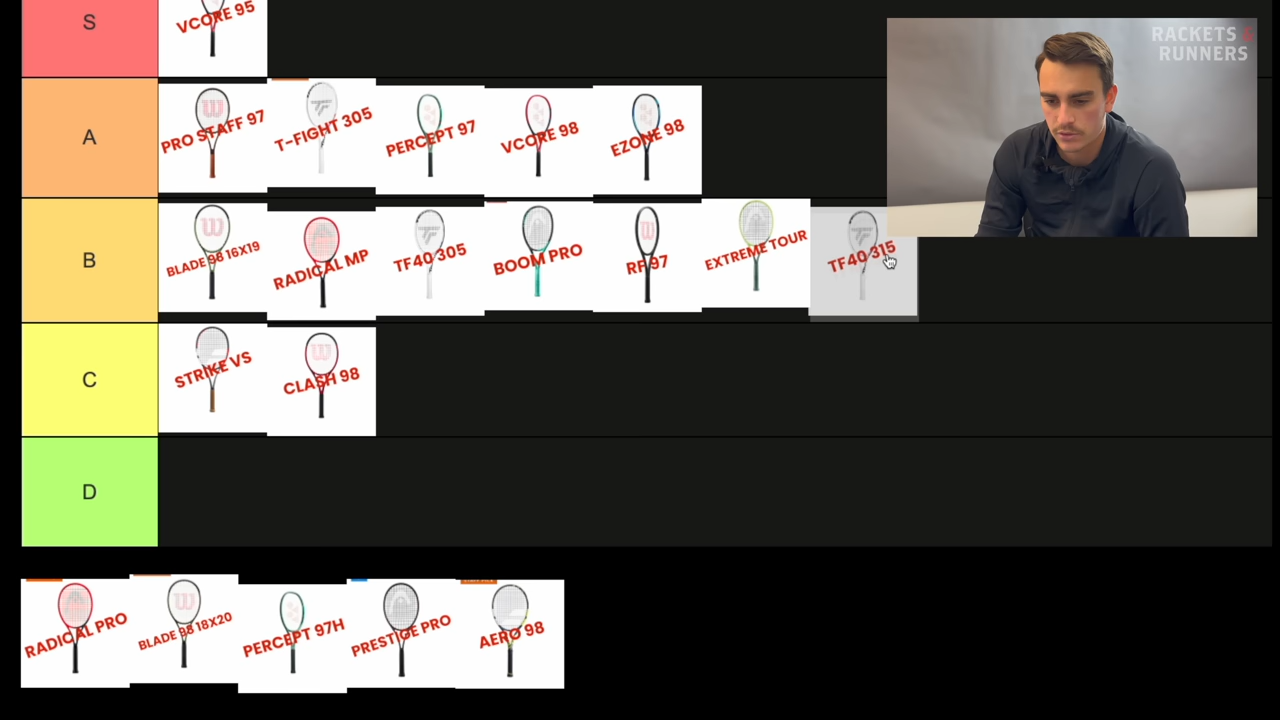 S
VCORE 95
RACKETS &
RUNNERS
A
PRO STAFF 97
T-FIGHT 305
PERCEPT 97
VCORE 98
EZONE 98
B
BLADE 98 16X19
RADICAL MP
TF40 305
BOOM PRO
RF 97
EXTREME TOUR
TF40 315
C
STRIKE VS
CLASH 98
D
RADICAL PRO
BLADE 98 18X20
PERCEPT 97H
PRESTIGE PRO
AERO 98